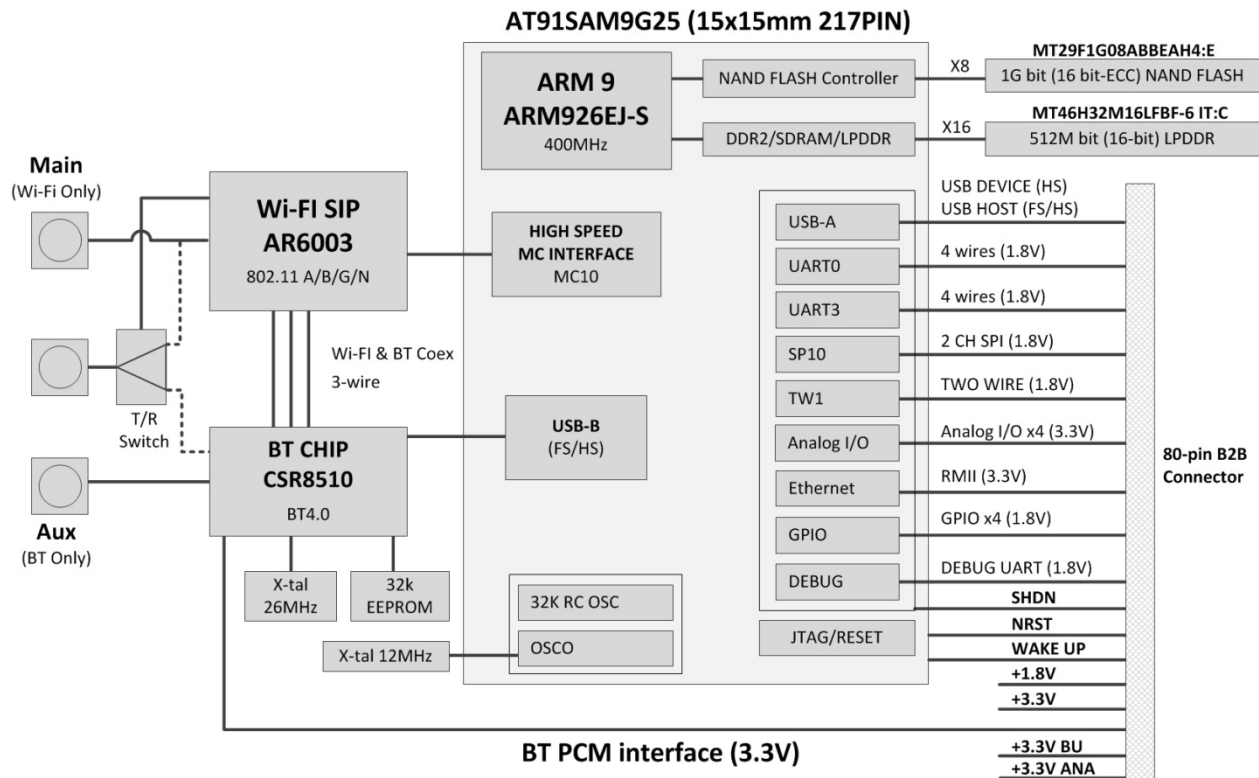 AT91SAM9G25 (15x15mm 217PIN)
ARM 9
ARM926EJ-S
400MHz
NAND FLASH Controller
X8
MT29F1G08ABBEAH4:E
1G bit (16 bit-ECC) NAND FLASH
DDR2/SDRAM/LPDDR
X16
MT46H32M16LFBF-6 IT:C
512M bit (16-bit) LPDDR
Main
(Wi-Fi Only)
Wi-FI SIP
AR6003
802.11 A/B/G/N
HIGH SPEED
MC INTERFACE
MC10
Wi-FI & BT Coex
3-wire
T/R
Switch
BT CHIP
CSR8510
BT4.0
USB-B
(FS/HS)
Aux
(BT Only)
X-tal
26MHz
32k
EEPROM
X-tal 12MHz
32K RC OSC
OSCO
USB-A
USB DEVICE (HS)
USB HOST (FS/HS)
UART0
4 wires (1.8V)
UART3
4 wires (1.8V)
SP10
2 CH SPI (1.8V)
TW1
TWO WIRE (1.8V)
Analog I/O
Analog I/O x4 (3.3V)
Ethernet
RMII (3.3V)
GPIO
GPIO x4 (1.8V)
DEBUG
DEBUG UART (1.8V)
SHDN
JTAG/RESET
NRST
WAKE UP
+1.8V
+3.3V
BT PCM interface (3.3V)
+3.3V BU
+3.3V ANA
80-pin B2B
Connector